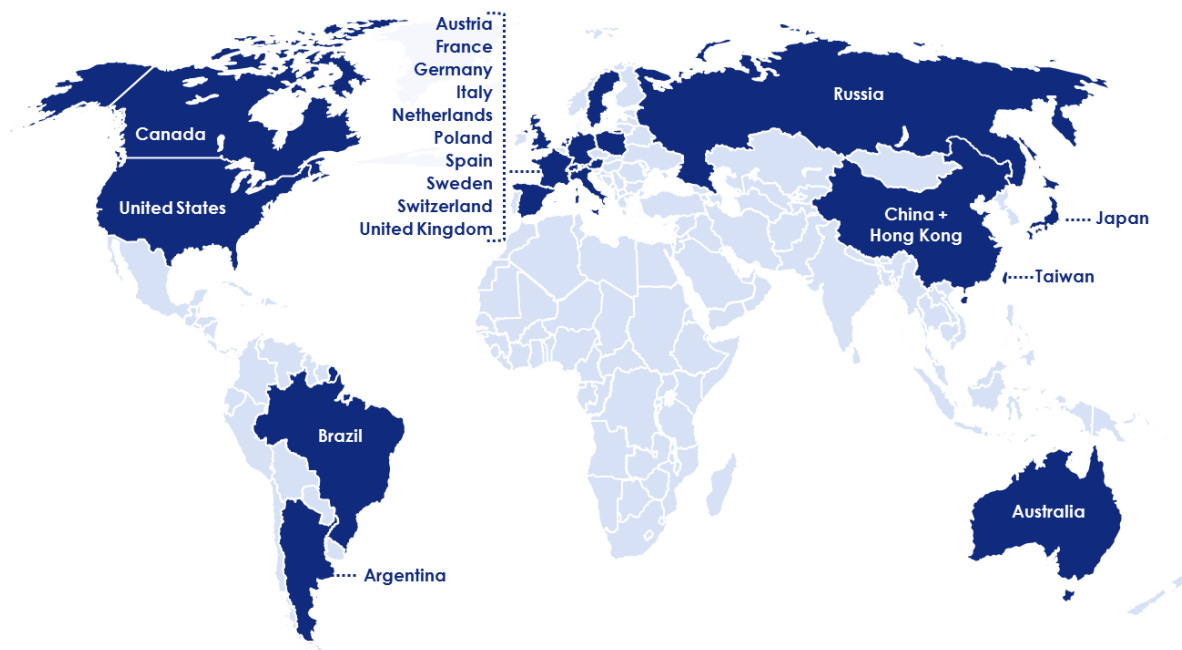 Austria
France
Germany
Italy
Netherlands
Poland
Spain
Sweden
Switzerland
United Kingdom
Canada
United States
Russia
China +
Hong Kong
Japan
Taiwan
Brazil
Argentina
Australia